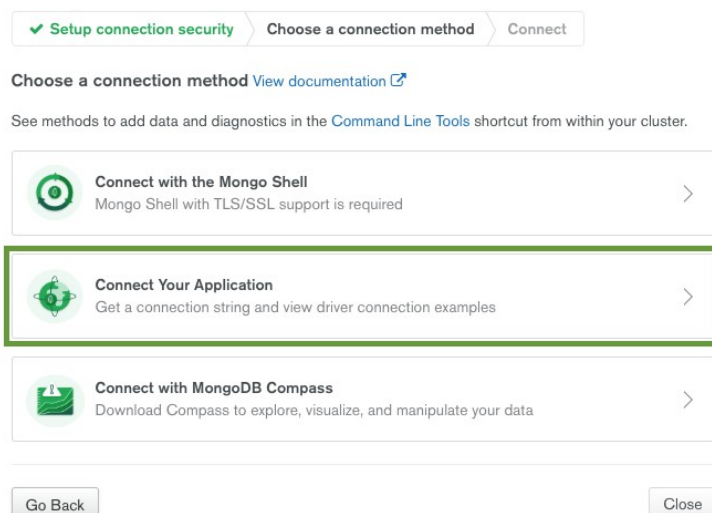 Setup connection security Choose a connection method Connect
Choose a connection method View documentation
See methods to add data and diagnostics in the Command Line Tools shortcut from within your cluster.
Connect with the Mongo Shell
Mongo Shell with TLS/SSL support is required
Connect Your Application
Get a connection string and view driver connection examples
Connect with MongoDB Compass
Download Compass to explore, visualize, and manipulate your data
Go Back Close